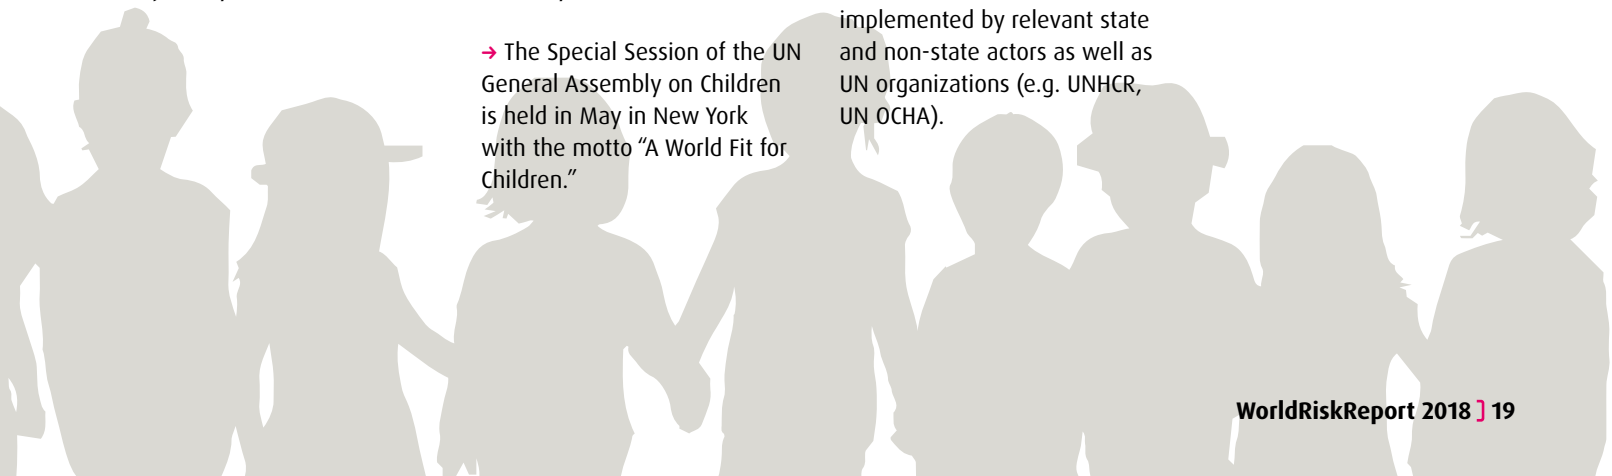 → The Special Session of the UN
General Assembly on Children
is held in May in New York
with the motto “A World Fit for
Children.”
implemented by relevant state
and non-state actors as well as
UN organizations (e.g. UNHCR,
UN OCHA).
WorldRiskReport 2018 ] 19